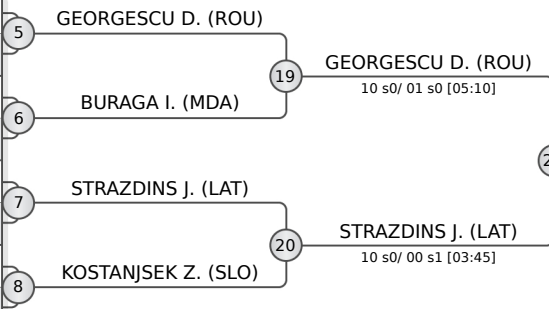 GEORGESCU D. (ROU)
5
GEORGESCU D. (ROU)
19
10 s0/ 01 s0 [05:10]
BURAGA I. (MDA)
6
STRAZDINS J. (LAT)
7
STRAZDINS J. (LAT)
20
10 s0/ 00 s1 [03:45]
KOSTANJSEK Z. (SLO)
8